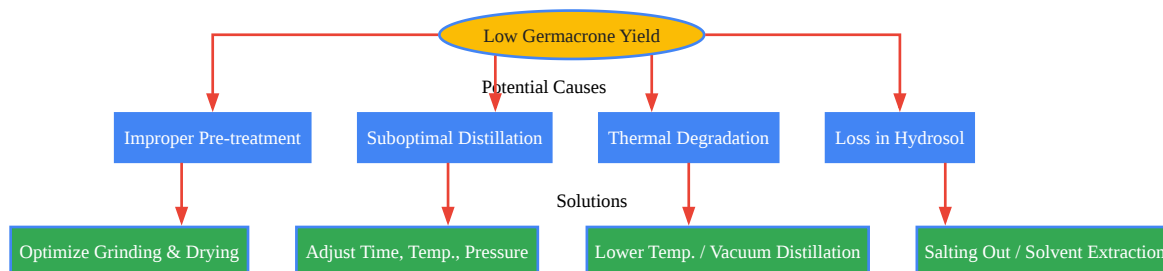 Low Germacrone Yield
Potential Causes
Improper Pre-treatment
Suboptimal Distillation
Thermal Degradation
Loss in Hydrosol
Solutions
Optimize Grinding & Drying
Adjust Time, Temp., Pressure
Lower Temp. / Vacuum Distillation
Salting Out / Solvent Extraction